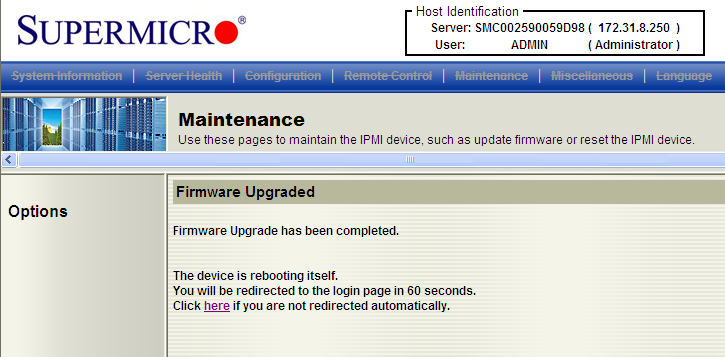 SUPERMICRO®
Host Identification
Server: SMC002590059D98 ( 172.31.8.250 )
User: ADMIN ( Administrator )
System Information | Server Health | Configuration | Remote Control | Maintenance | Miscellaneous | Language
Maintenance
Use these pages to maintain the IPMI device, such as update firmware or reset the IPMI device.
Options
Firmware Upgraded
Firmware Upgrade has been completed.
The device is rebooting itself.
You will be redirected to the login page in 60 seconds.
Click here if you are not redirected automatically.